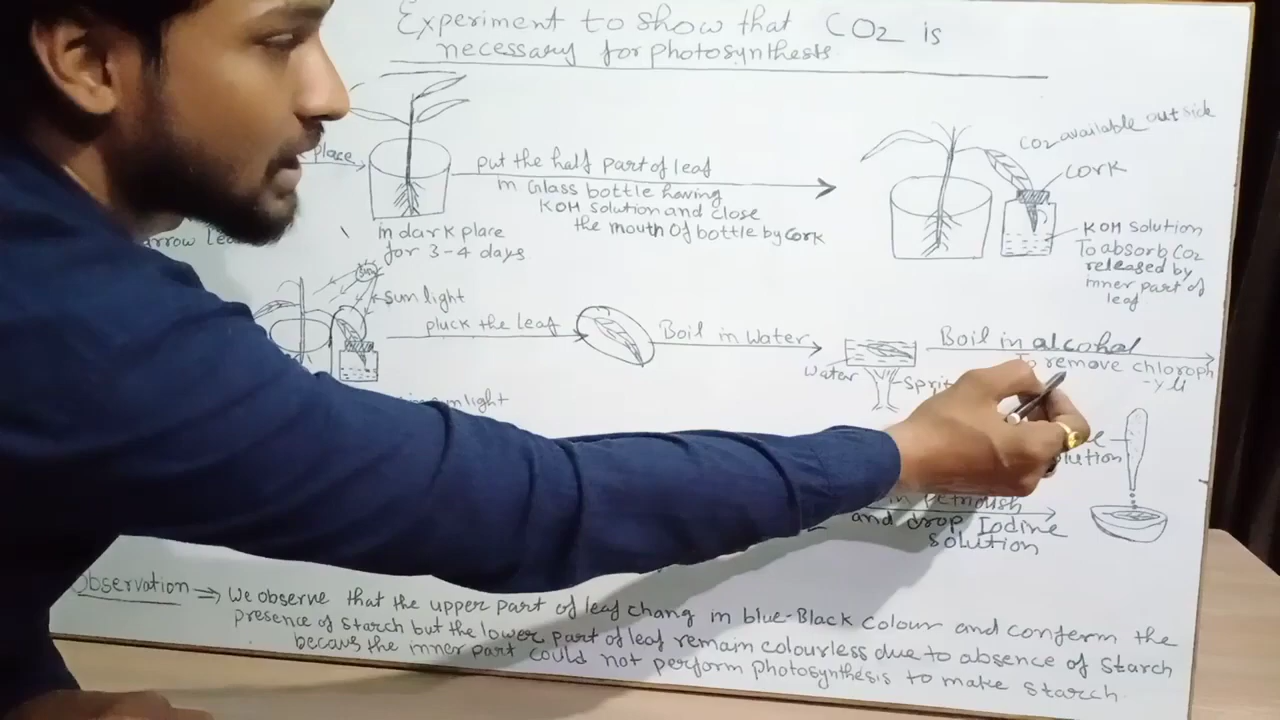 Experiment to show that CO2 is
necessary for photosynthesis
place
put the half part of leaf
in Glass bottle having
KOH solution and close
the mouth of bottle by cork
in dark place
for 3-4 days
CO2 available outside
CORK
KOH solution
To absorb CO2
released by
inner part of
leaf
sun
sun light
pluck the leaf
Boil in water
water
Boil in alcohol
To remove chloroph
-yll
in petridish
and drop Iodine
solution
Observation ⇒ We observe that the upper part of leaf chang in blue-Black colour and conferm the
presence of starch but the lower part of leaf remain colourless due to absence of starch
becaus the inner part could not perform photosynthesis to make starch